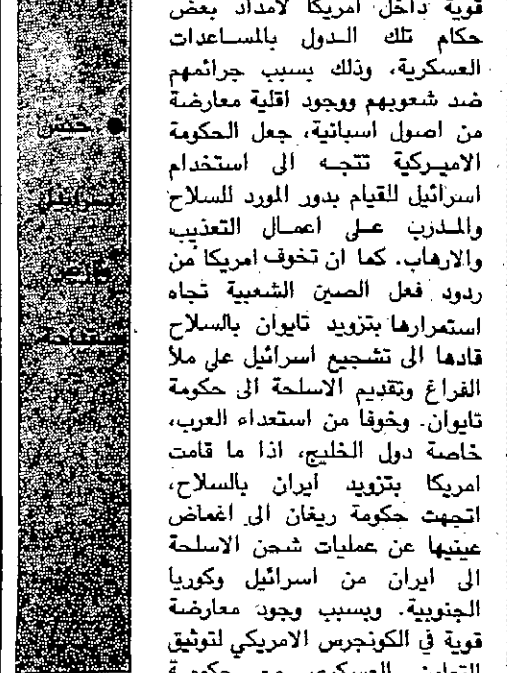 قوية داخل امريكا لامداد بعض
حكام تلك الدول بالمساعدات
العسكرية، وذلك بسبب جرائمهم
ضد شعوبهم ووجود اقلية معارضة
من اصول اسبانية، جعل الحكومة
الاميركية تتجه الى استخدام
اسرائيل للقيام بدور المورد للسلاح
والمدرب على اعمال التعذيب
والارهاب. كما ان تخوف امريكا من
ردود فعل الصين الشعبية تجاه
استمرارها بتزويد تايوان بالسلاح
قادها الى تشجيع اسرائيل على ملأ
الفراغ وتقديم الاسلحة الى حكومة
تايوان. وخوفا من استعداء العرب،
خاصة دول الخليج، اذا ما قامت
امريكا بتزويد ايران بالسلاح،
اتجهت حكومة ريغان الى اغماض
عينيها عن عمليات شحن الاسلحة
الى ايران من اسرائيل وكوريا
الجنوبية. وبسبب وجود معارضة
قوية في الكونجرس الامريكي لتوثيق
التعاون العسكري مع حكومة
اسرائيل